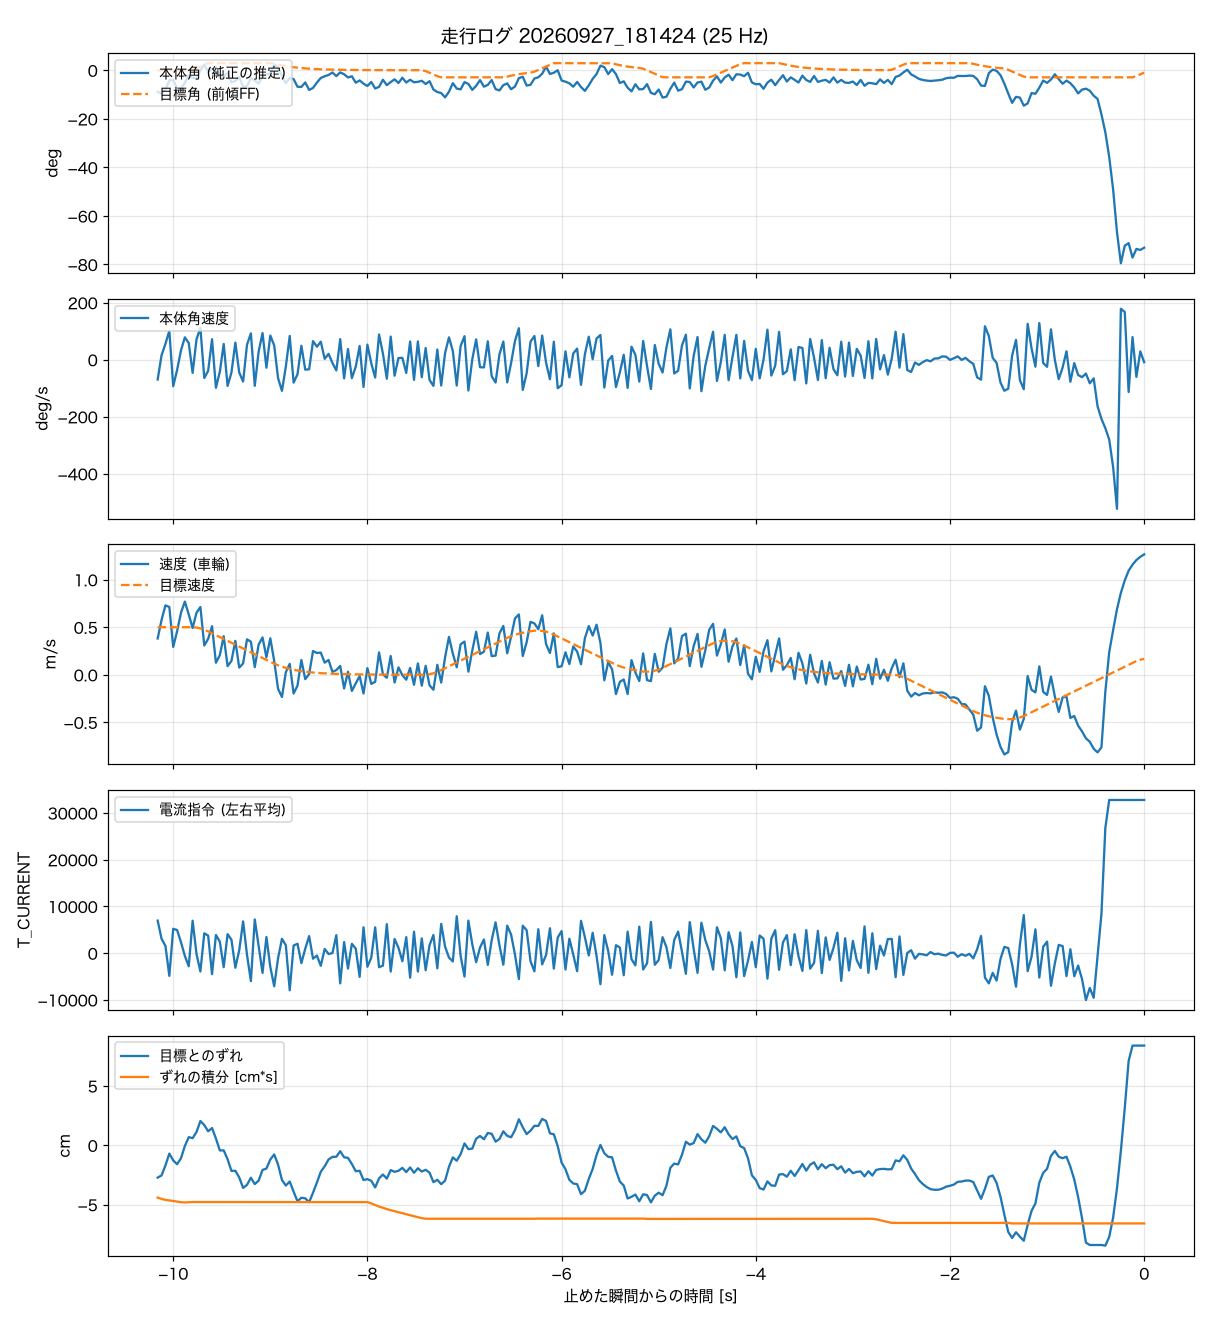 走行ログ 20260927_181424 (25 Hz)
本体角 (純正の推定)
目標角 (前傾FF)
0
−20
−40
−60
−80
deg
本体角速度
200
0
−200
−400
deg/s
速度 (車輪)
目標速度
1.0
0.5
0.0
−0.5
m/s
電流指令 (左右平均)
30000
20000
10000
0
−10000
T_CURRENT
目標とのずれ
ずれの積分 [cm*s]
5
0
−5
cm
−10 −8 −6 −4 −2 0
止めた瞬間からの時間 [s]